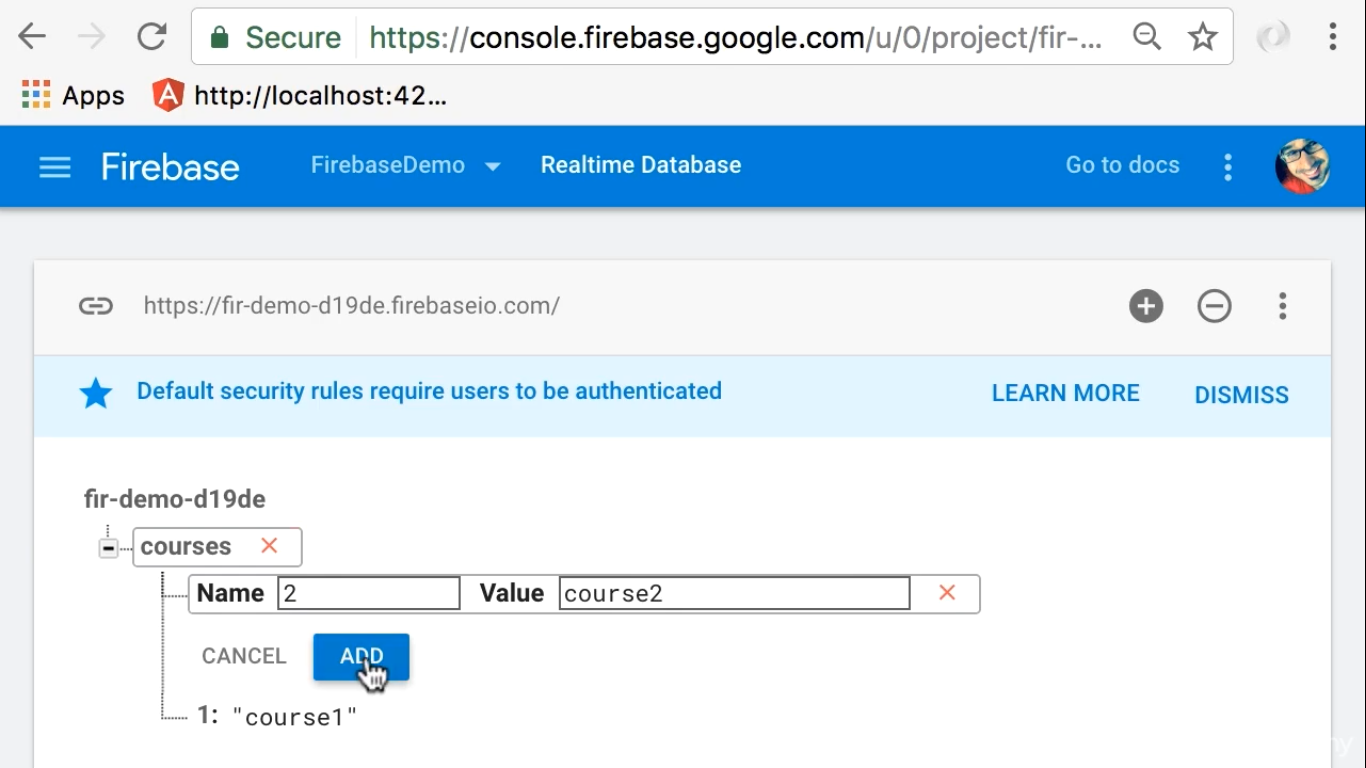 Secure https://console.firebase.google.com/u/0/project/fir-...
Apps http://localhost:42...
Firebase FirebaseDemo Realtime Database Go to docs
https://fir-demo-d19de.firebaseio.com/
Default security rules require users to be authenticated LEARN MORE DISMISS
fir-demo-d19de
courses
Name 2 Value course2
CANCEL ADD
1: "course1"